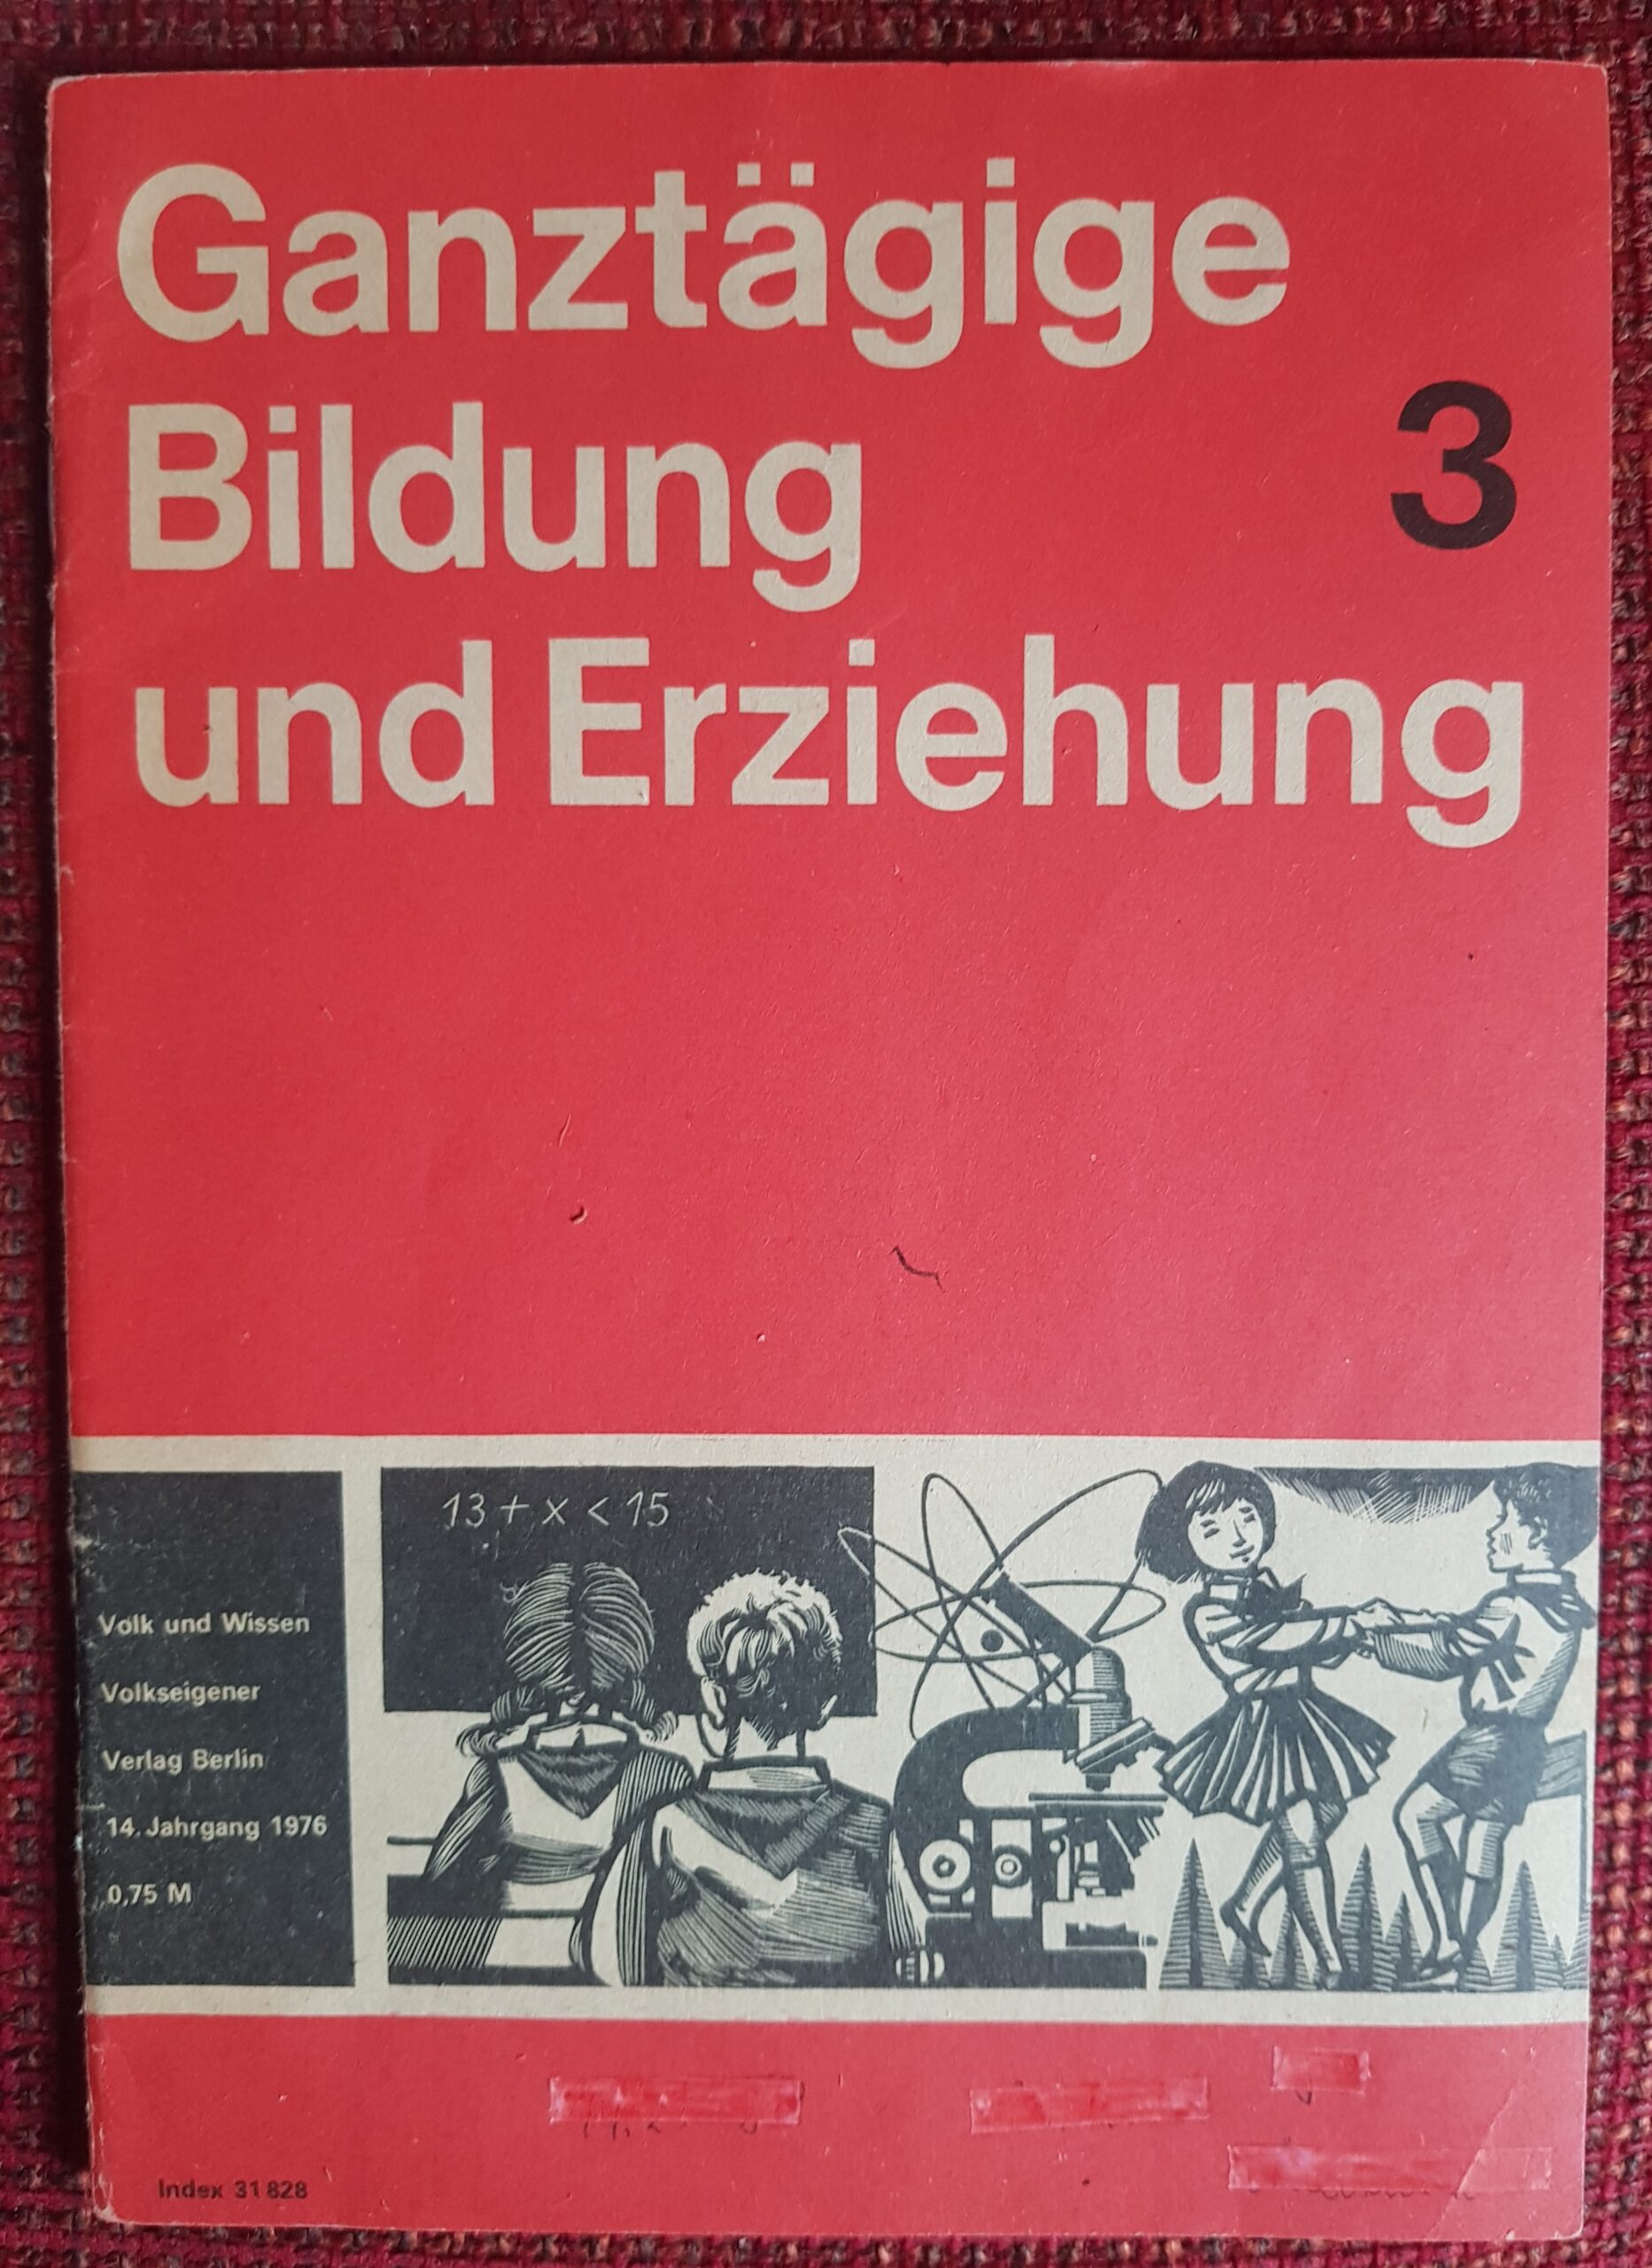 Ganztägige
Bildung
3
und Erziehung
13 + x < 15
Volk und Wissen
Volkseigener
Verlag Berlin
14. Jahrgang 1976
0,75 M
Index 31 828